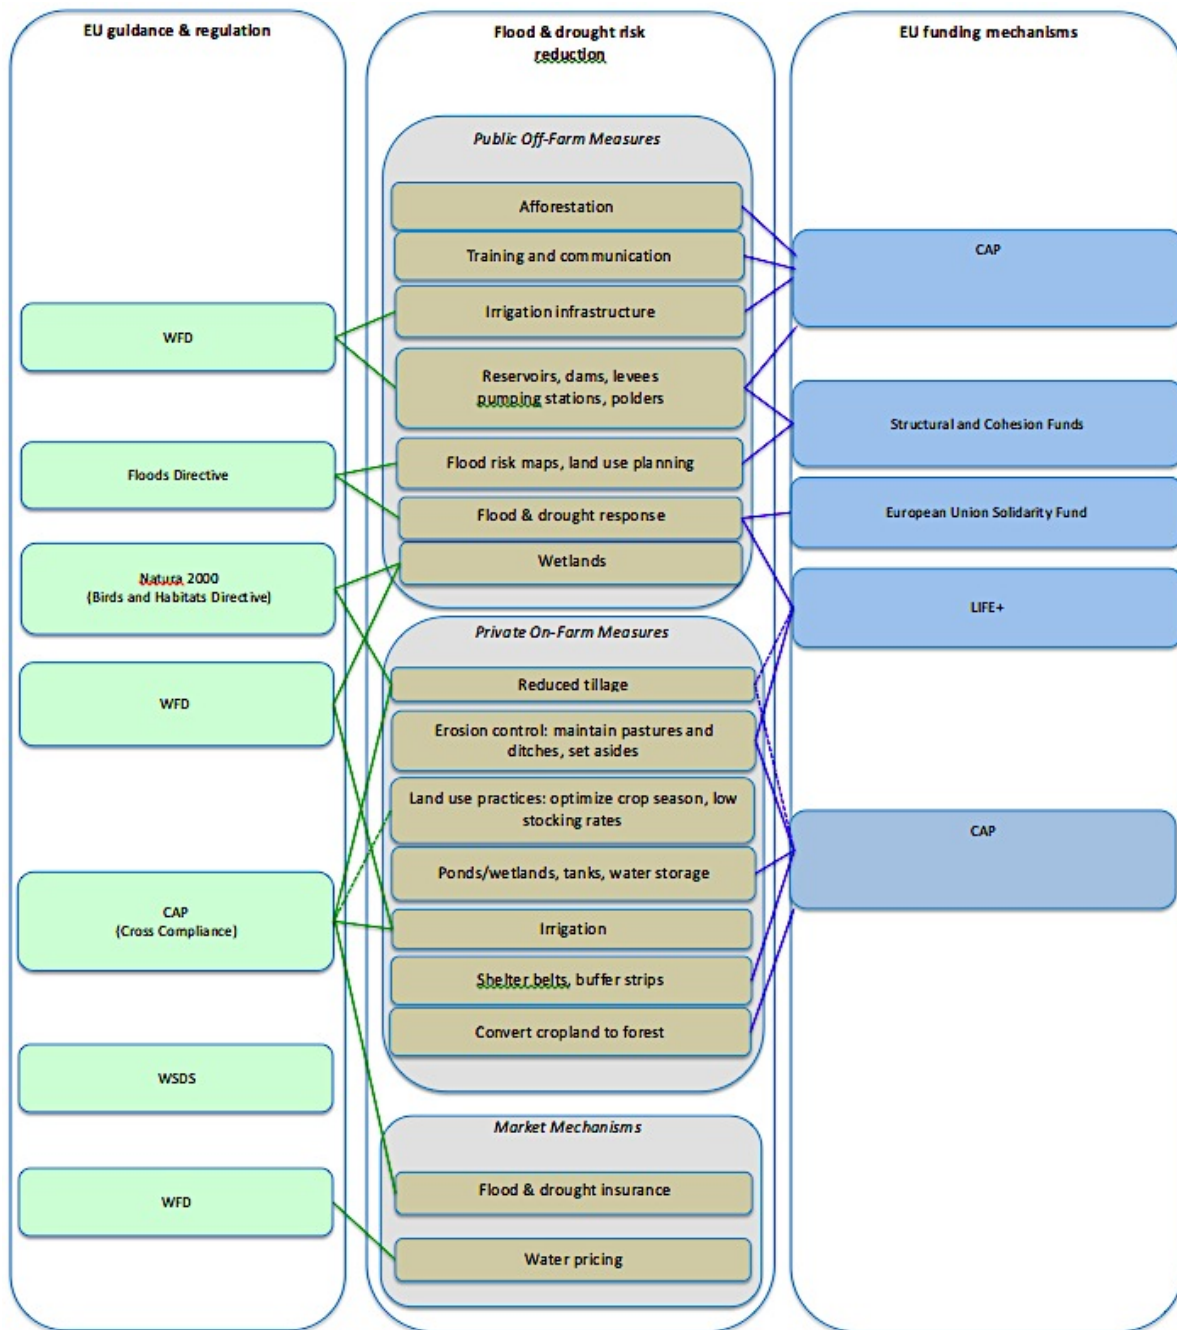 EU guidance & regulation
WFD
Floods Directive
Natura 2000
(Birds and Habitats Directive)
WFD
CAP
(Cross Compliance)
WSDS
WFD
Flood & drought risk
reduction
Public Off-Farm Measures
Afforestation
Training and communication
Irrigation infrastructure
Reservoirs, dams, levees
pumping stations, polders
Flood risk maps, land use planning
Flood & drought response
Wetlands
Private On-Farm Measures
Reduced tillage
Erosion control: maintain pastures and
ditches, set asides
Land use practices: optimize crop season, low
stocking rates
Ponds/wetlands, tanks, water storage
Irrigation
Shelter belts, buffer strips
Convert cropland to forest
Market Mechanisms
Flood & drought insurance
Water pricing
EU funding mechanisms
CAP
Structural and Cohesion Funds
European Union Solidarity Fund
LIFE+
CAP